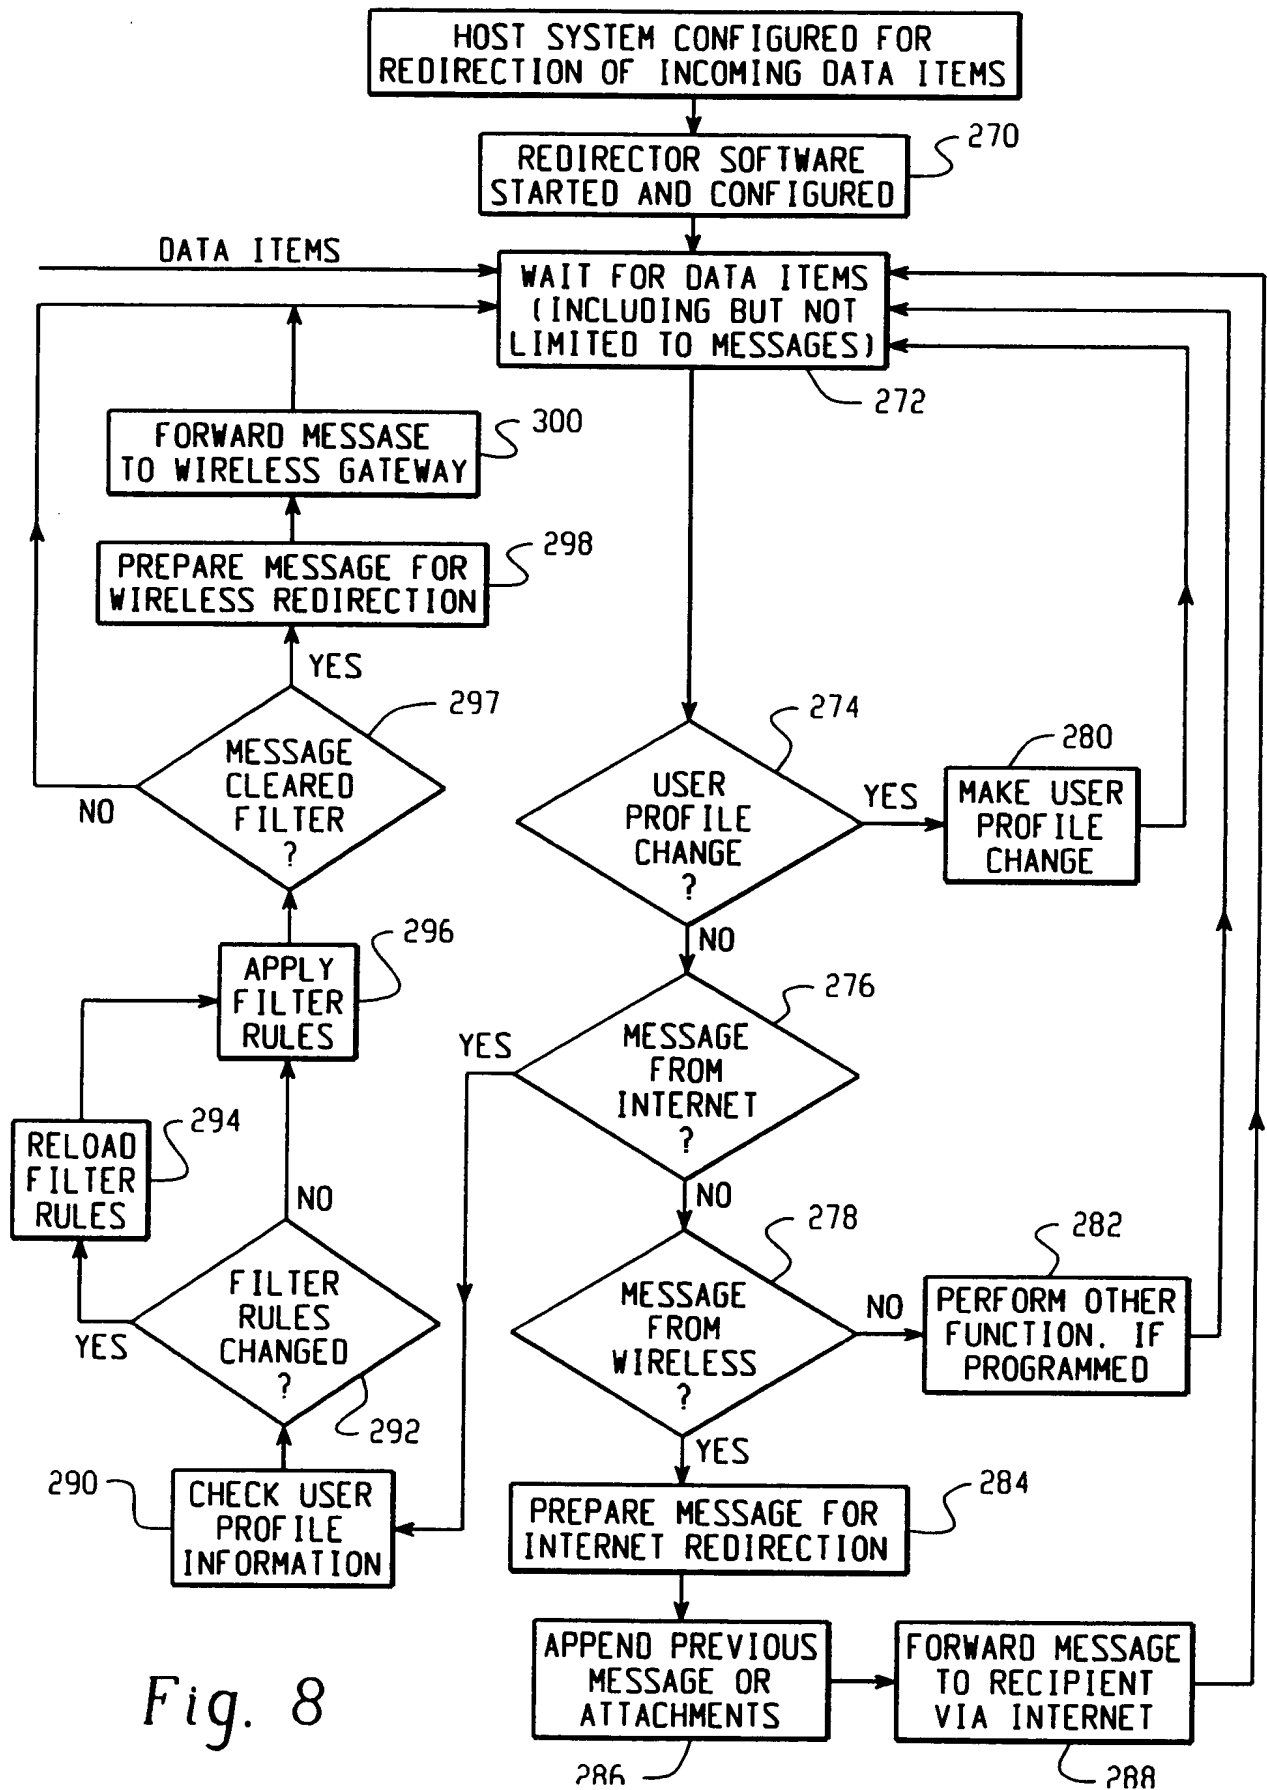 HOST SYSTEM CONFIGURED FOR
REDIRECTION OF INCOMING DATA ITEMS
270
REDIRECTOR SOFTWARE
STARTED AND CONFIGURED
DATA ITEMS
WAIT FOR DATA ITEMS
(INCLUDING BUT NOT
LIMITED TO MESSAGES)
272
300
FORWARD MESSASE
TO WIRELESS GATEWAY
298
PREPARE MESSAGE FOR
WIRELESS REDIRECTION
YES
297
MESSAGE
CLEARED
FILTER
?
NO
274
USER
PROFILE
CHANGE
?
YES
280
MAKE USER
PROFILE
CHANGE
NO
296
APPLY
FILTER
RULES
276
MESSAGE
FROM
INTERNET
?
YES
294
RELOAD
FILTER
RULES
NO
NO
278
MESSAGE
FROM
WIRELESS
?
NO
282
PERFORM OTHER
FUNCTION. IF
PROGRAMMED
FILTER
RULES
CHANGED
?
YES
292
YES
290
CHECK USER
PROFILE
INFORMATION
284
PREPARE MESSAGE FOR
INTERNET REDIRECTION
APPEND PREVIOUS
MESSAGE OR
ATTACHMENTS
286
FORWARD MESSAGE
TO RECIPIENT
VIA INTERNET
288
Fig. 8